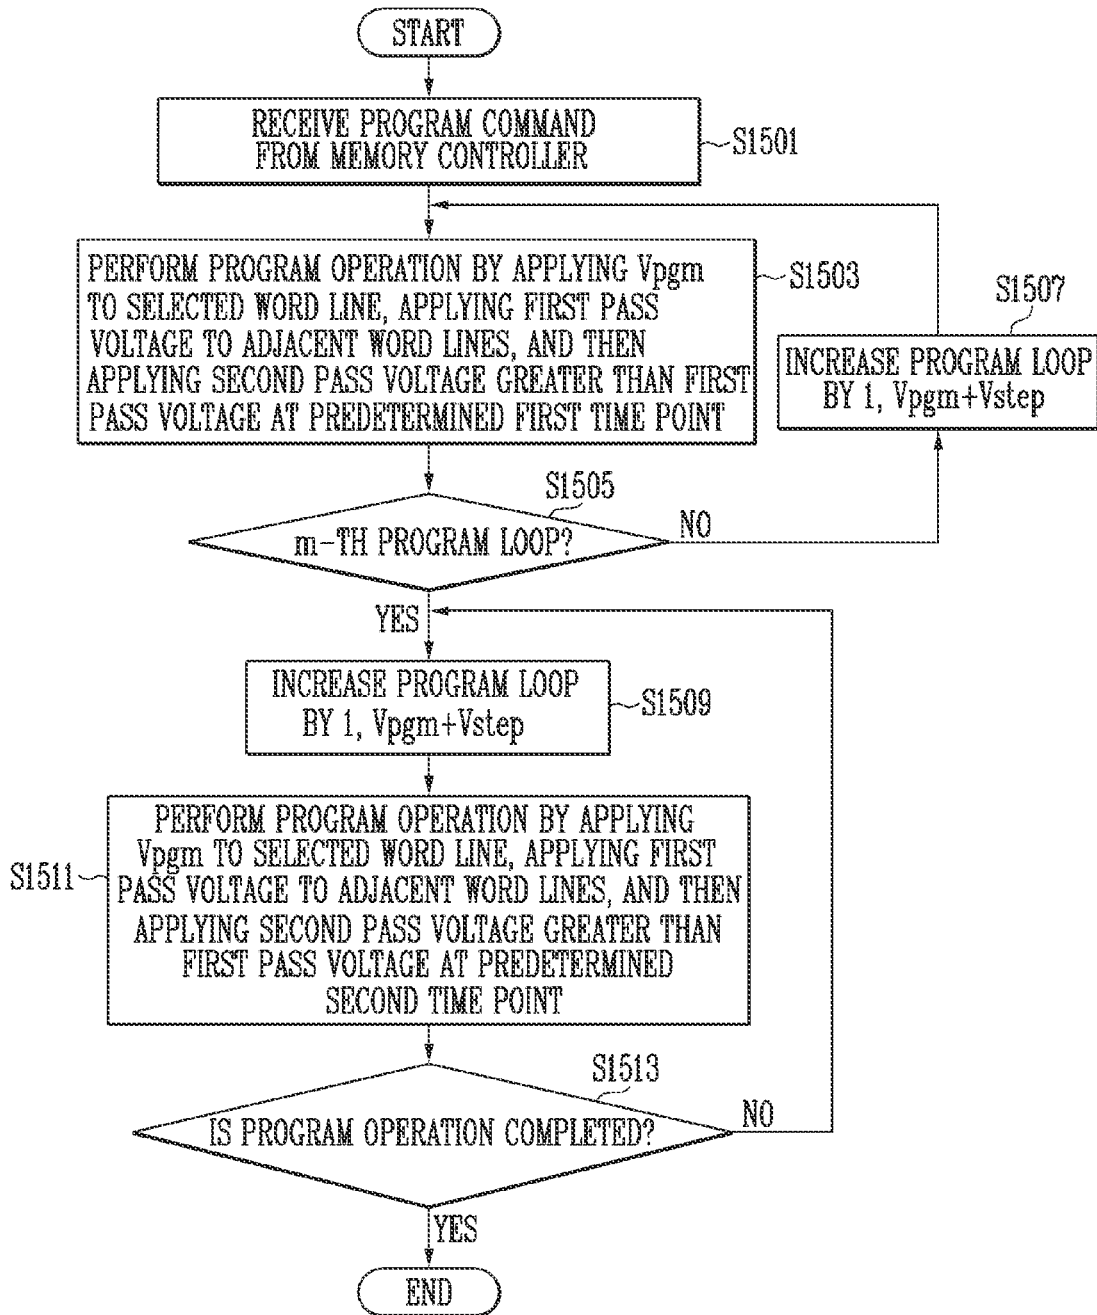 START
RECEIVE PROGRAM COMMAND
FROM MEMORY CONTROLLER
S1501
PERFORM PROGRAM OPERATION BY APPLYING Vpgm
TO SELECTED WORD LINE, APPLYING FIRST PASS
VOLTAGE TO ADJACENT WORD LINES, AND THEN
APPLYING SECOND PASS VOLTAGE GREATER THAN FIRST
PASS VOLTAGE AT PREDETERMINED FIRST TIME POINT
S1503
S1507
INCREASE PROGRAM LOOP
BY 1, Vpgm+Vstep
S1505
m-TH PROGRAM LOOP?
NO
YES
INCREASE PROGRAM LOOP
BY 1, Vpgm+Vstep
S1509
PERFORM PROGRAM OPERATION BY APPLYING
Vpgm TO SELECTED WORD LINE, APPLYING FIRST
PASS VOLTAGE TO ADJACENT WORD LINES, AND THEN
APPLYING SECOND PASS VOLTAGE GREATER THAN
FIRST PASS VOLTAGE AT PREDETERMINED
SECOND TIME POINT
S1511
S1513
IS PROGRAM OPERATION COMPLETED?
NO
YES
END